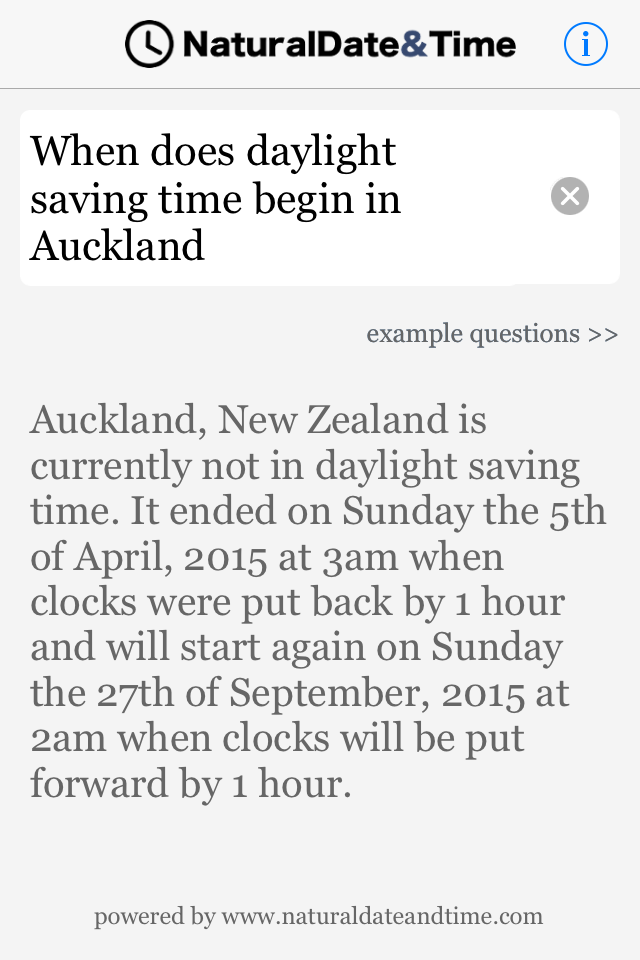 NaturalDate&Time
i
When does daylight
saving time begin in
Auckland
example questions >>
Auckland, New Zealand is
currently not in daylight saving
time. It ended on Sunday the 5th
of April, 2015 at 3am when
clocks were put back by 1 hour
and will start again on Sunday
the 27th of September, 2015 at
2am when clocks will be put
forward by 1 hour.
powered by www.naturaldateandtime.com